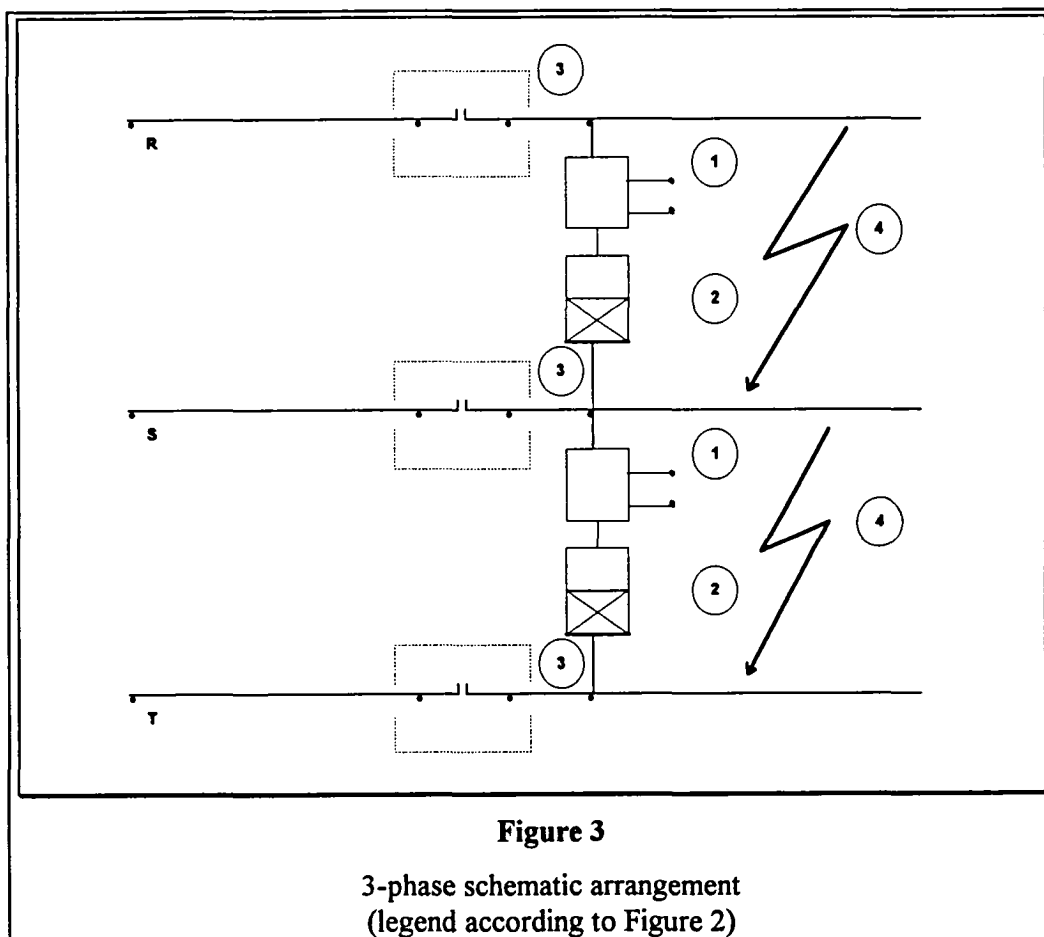 3
R
1
4
2
3
S
1
4
2
3
T
Figure 3
3-phase schematic arrangement
(legend according to Figure 2)